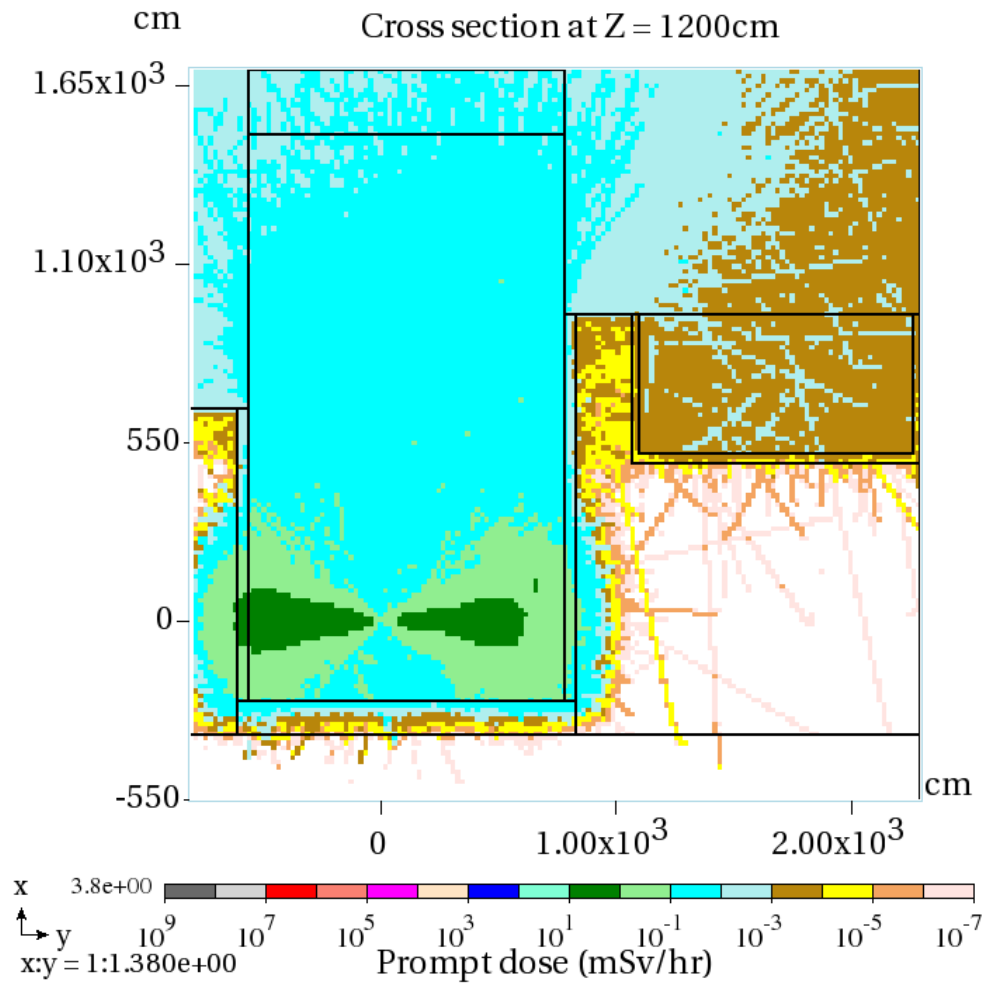 cm
Cross section at Z = 1200cm
1.65x10³
1.10x10³
550
0
-550
cm
0 1.00x10³ 2.00x10³
x 3.8e+00
y 10⁹ 10⁷ 10⁵ 10³ 10¹ 10⁻¹ 10⁻³ 10⁻⁵ 10⁻⁷
x:y = 1:1.380e+00 Prompt dose (mSv/hr)